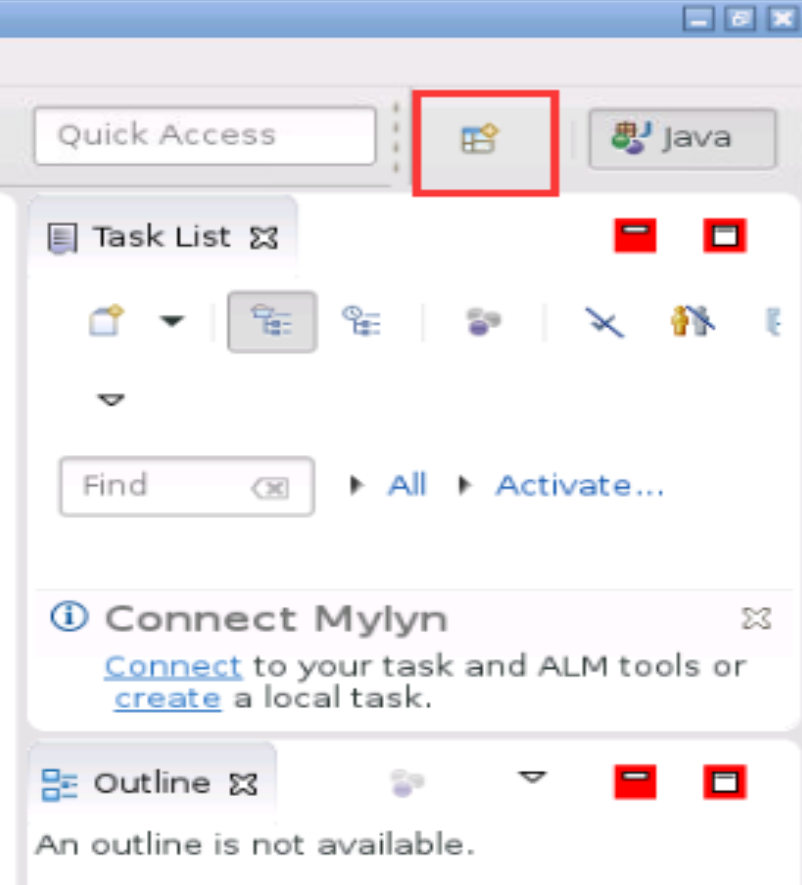 Quick Access
Java
Task List
Find
All
Activate...
Connect Mylyn
Connect to your task and ALM tools or
create a local task.
Outline
An outline is not available.